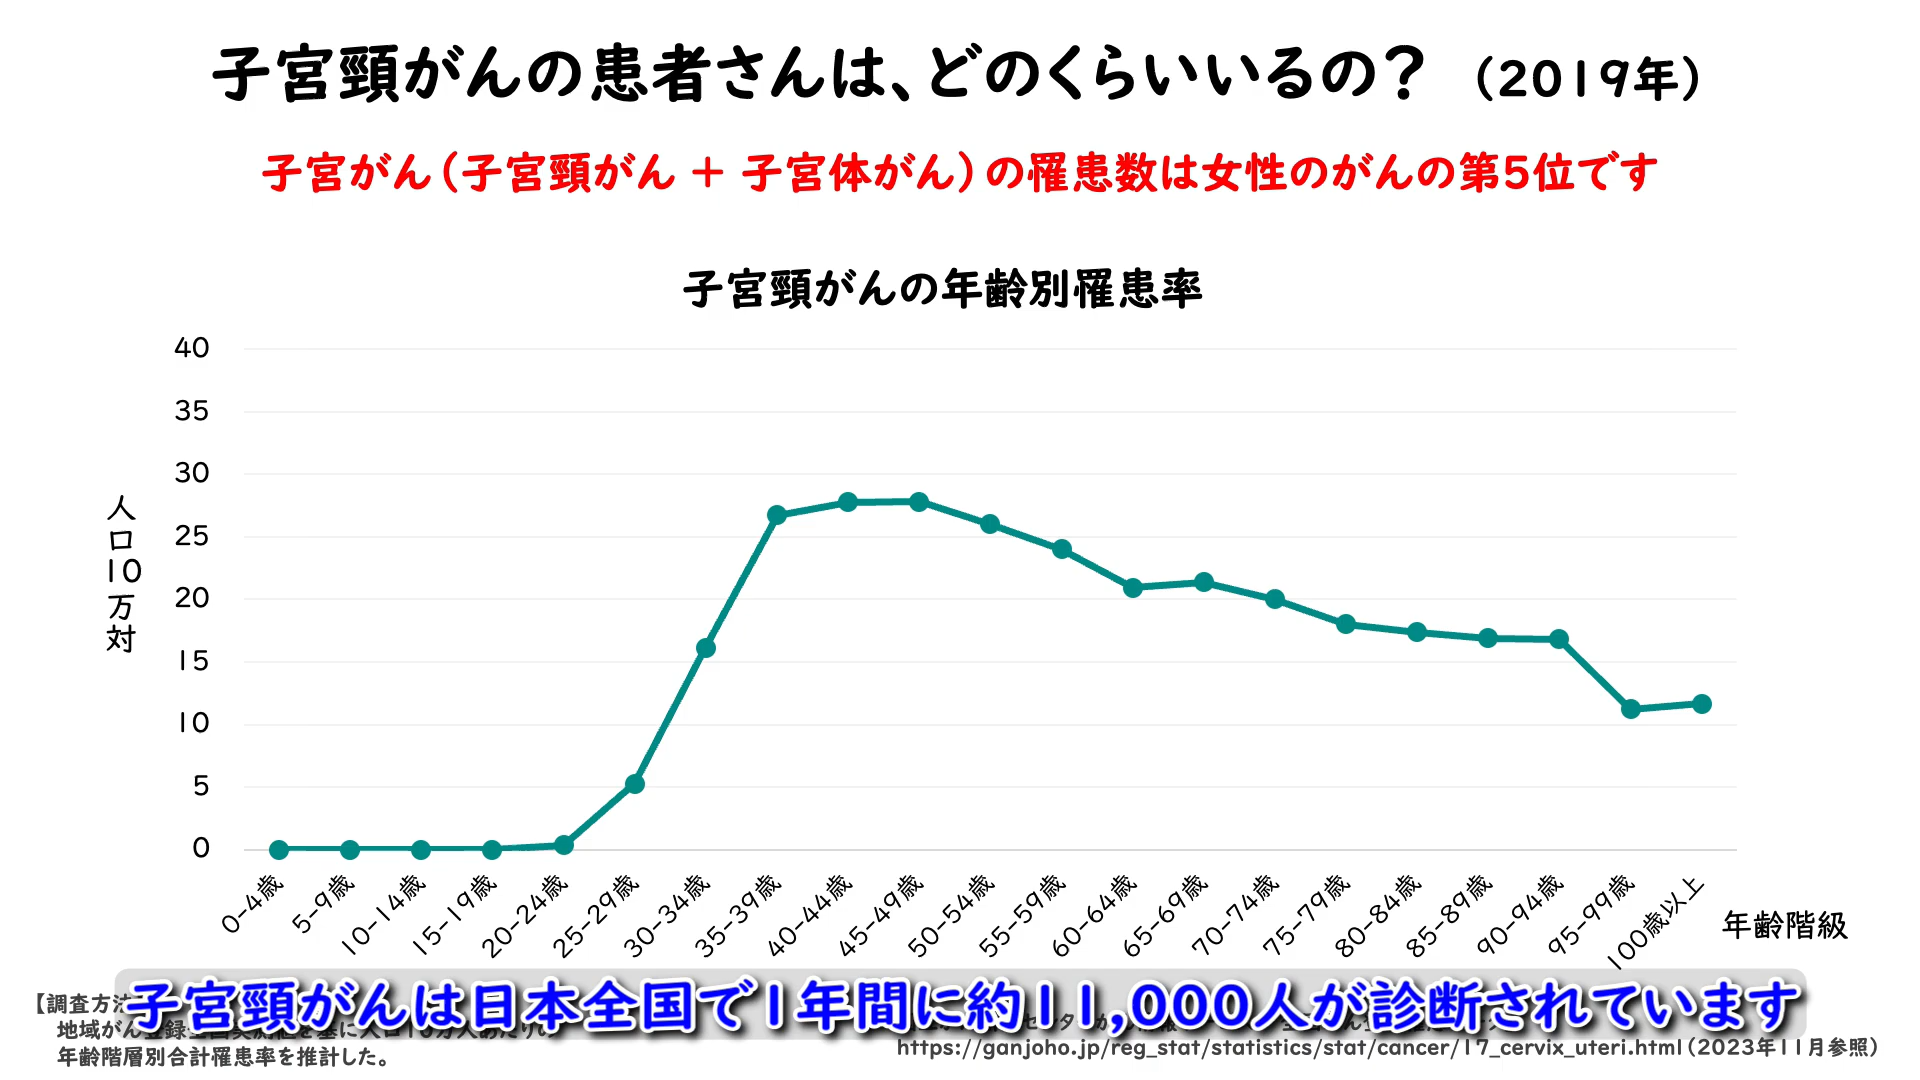 子宮頸がんの患者さんは、どのくらいいるの？ (2019年)
子宮がん(子宮頸がん + 子宮体がん)の罹患数は女性のがんの第5位です
子宮頸がんの年齢別罹患率
人口10万対
40
35
30
25
20
15
10
5
0
0-4歳
5-9歳
10-14歳
15-19歳
20-24歳
25-29歳
30-34歳
35-39歳
40-44歳
45-49歳
50-54歳
55-59歳
60-64歳
65-69歳
70-74歳
75-79歳
80-84歳
85-89歳
90-94歳
95-99歳
100歳以上
年齢階級
子宮頸がんは日本全国で1年間に約11,000人が診断されています
【調査方法
地域がん登録
年齢階層別合計罹患率を推計した。
https://ganjoho.jp/reg_stat/statistics/stat/cancer/17_cervix_uteri.html(2023年11月参照)